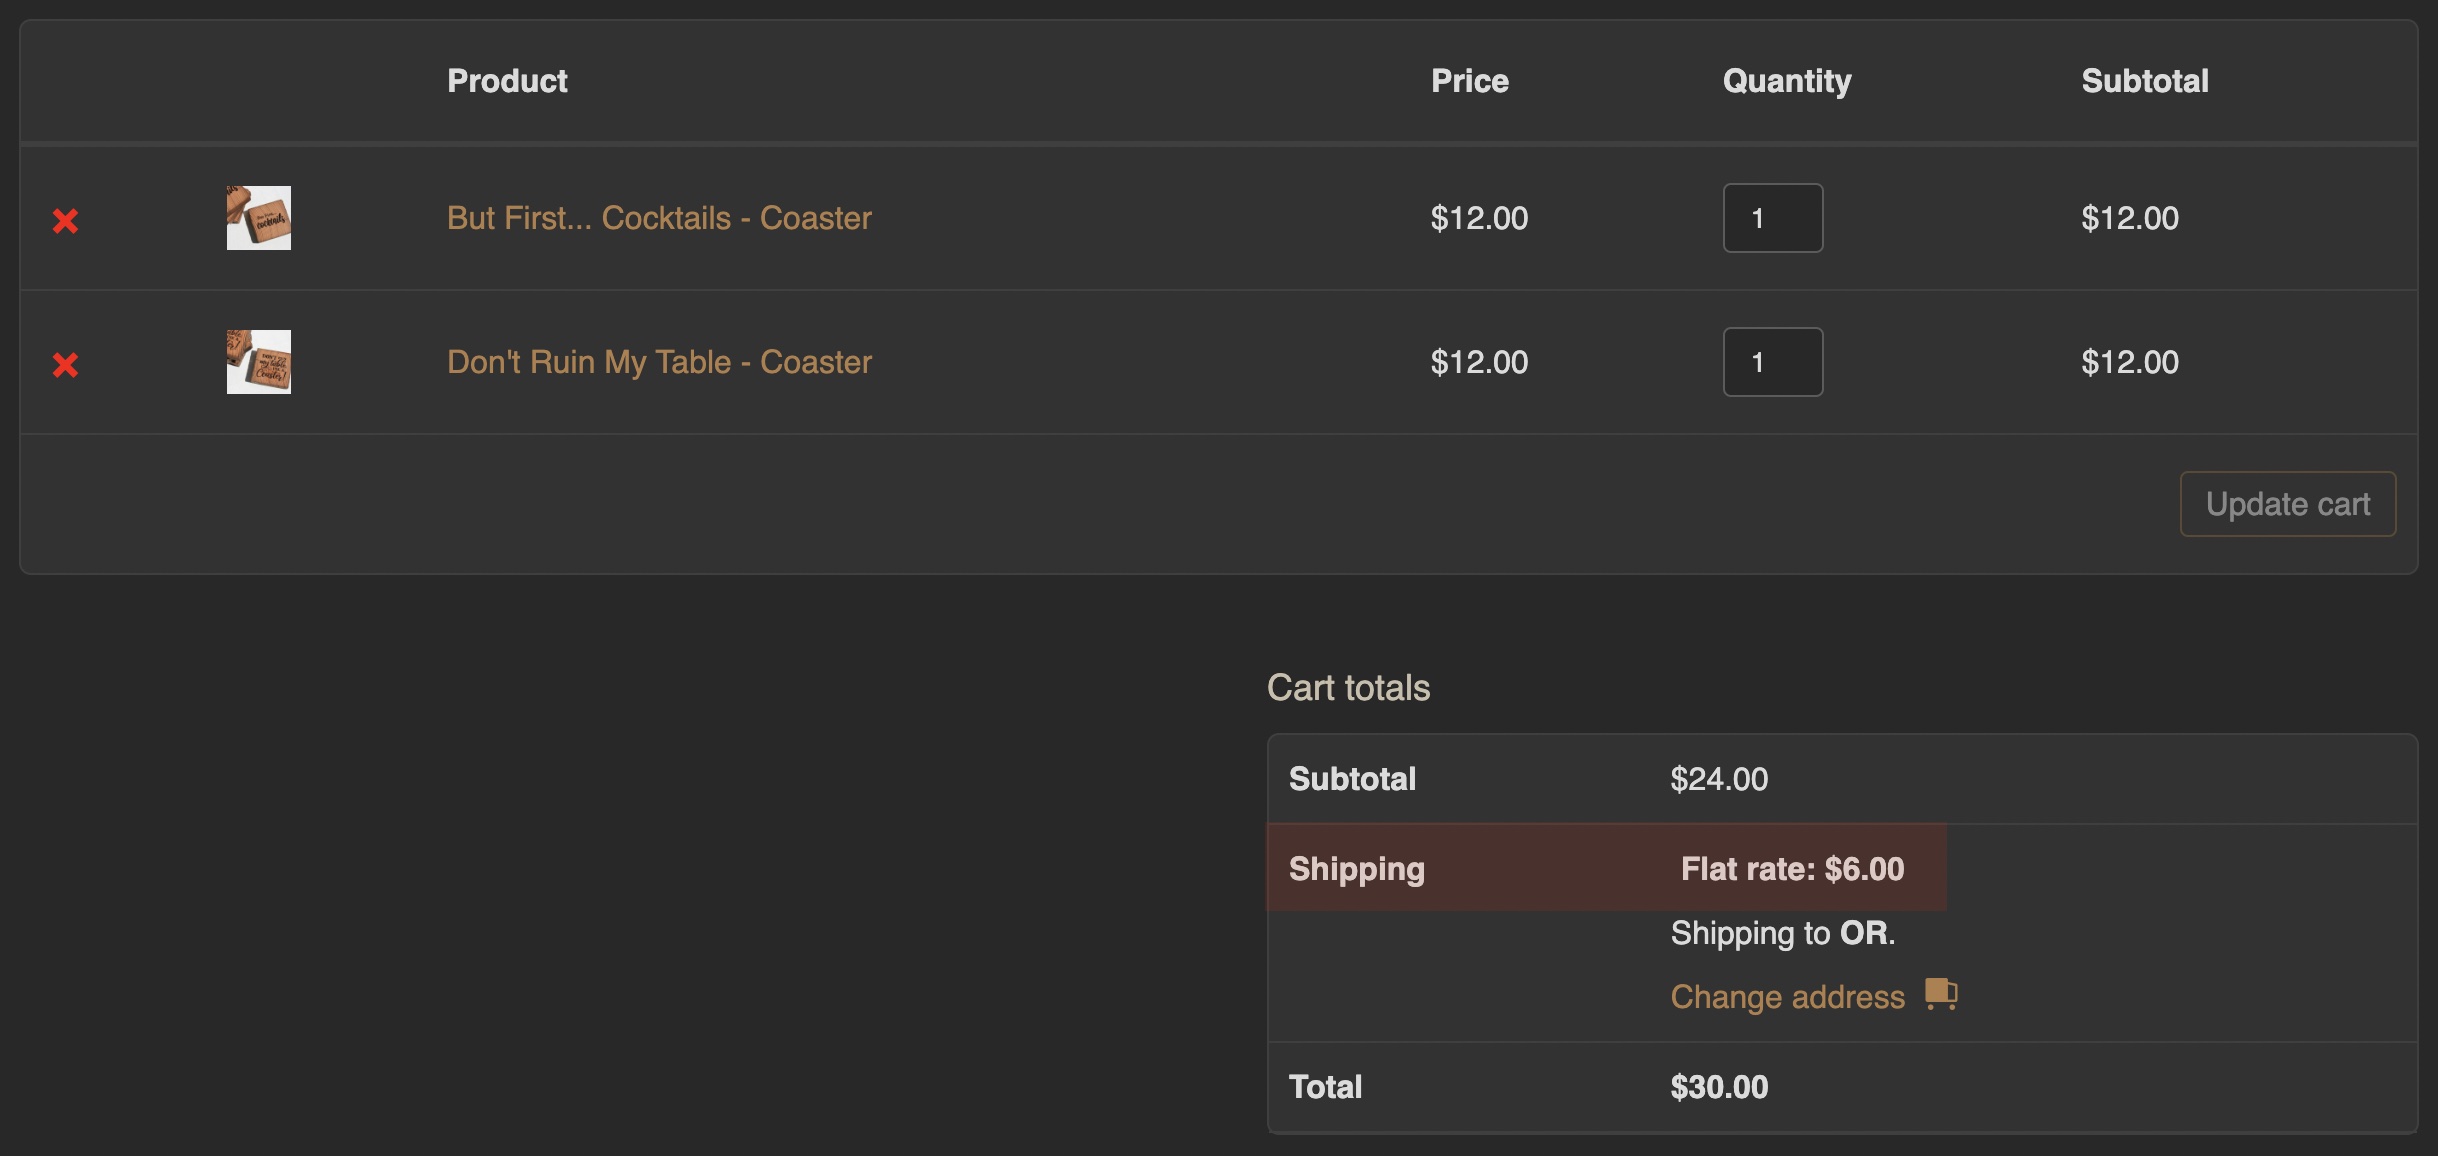 Product Price Quantity Subtotal
But First... Cocktails - Coaster $12.00 1 $12.00
Don't Ruin My Table - Coaster $12.00 1 $12.00
Update cart
Cart totals
Subtotal $24.00
Shipping Flat rate: $6.00
Shipping to OR.
Change address
Total $30.00